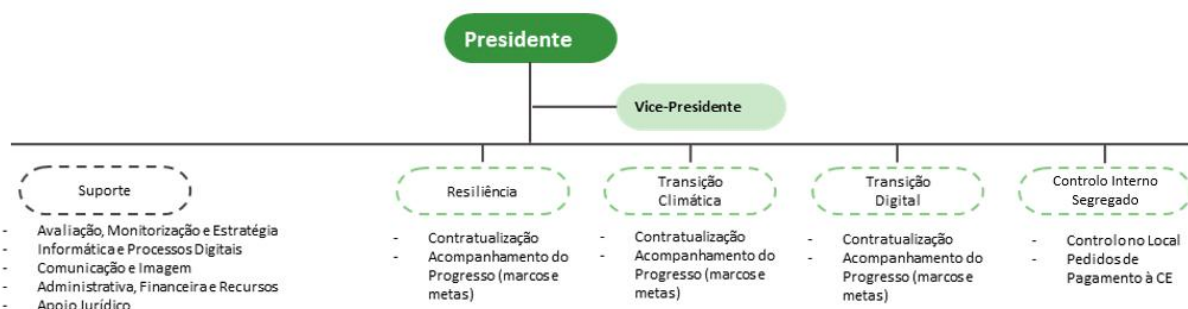 Presidente
Vice-Presidente
Suporte
- Avaliação, Monitorização e Estratégia
- Informática e Processos Digitais
- Comunicação e Imagem
- Administrativa, Financeira e Recursos
- Apoio Jurídico
Resiliência
- Contratualização
- Acompanhamento do
Progresso (marcos e
metas)
Transição
Climática
- Contratualização
- Acompanhamento do
Progresso (marcos e
metas)
Transição
Digital
- Contratualização
- Acompanhamento do
Progresso (marcos e
metas)
Controlo Interno
Segregado
- Controlo no Local
- Pedidos de
Pagamento à CE